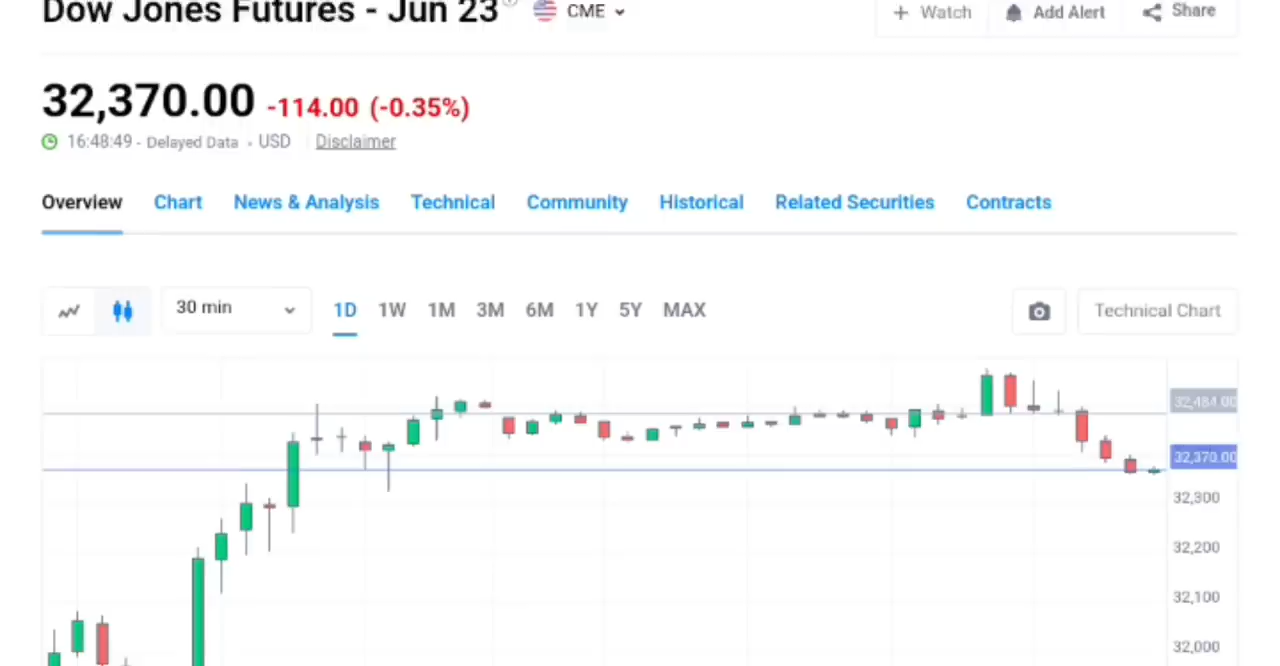 Dow Jones Futures - Jun 23 CME
+ Watch Add Alert Share
32,370.00 -114.00 (-0.35%)
16:48:49 - Delayed Data - USD Disclaimer
Overview Chart News & Analysis Technical Community Historical Related Securities Contracts
30 min 1D 1W 1M 3M 6M 1Y 5Y MAX Technical Chart
32,484.00
32,370.00
32,300
32,200
32,100
32,000